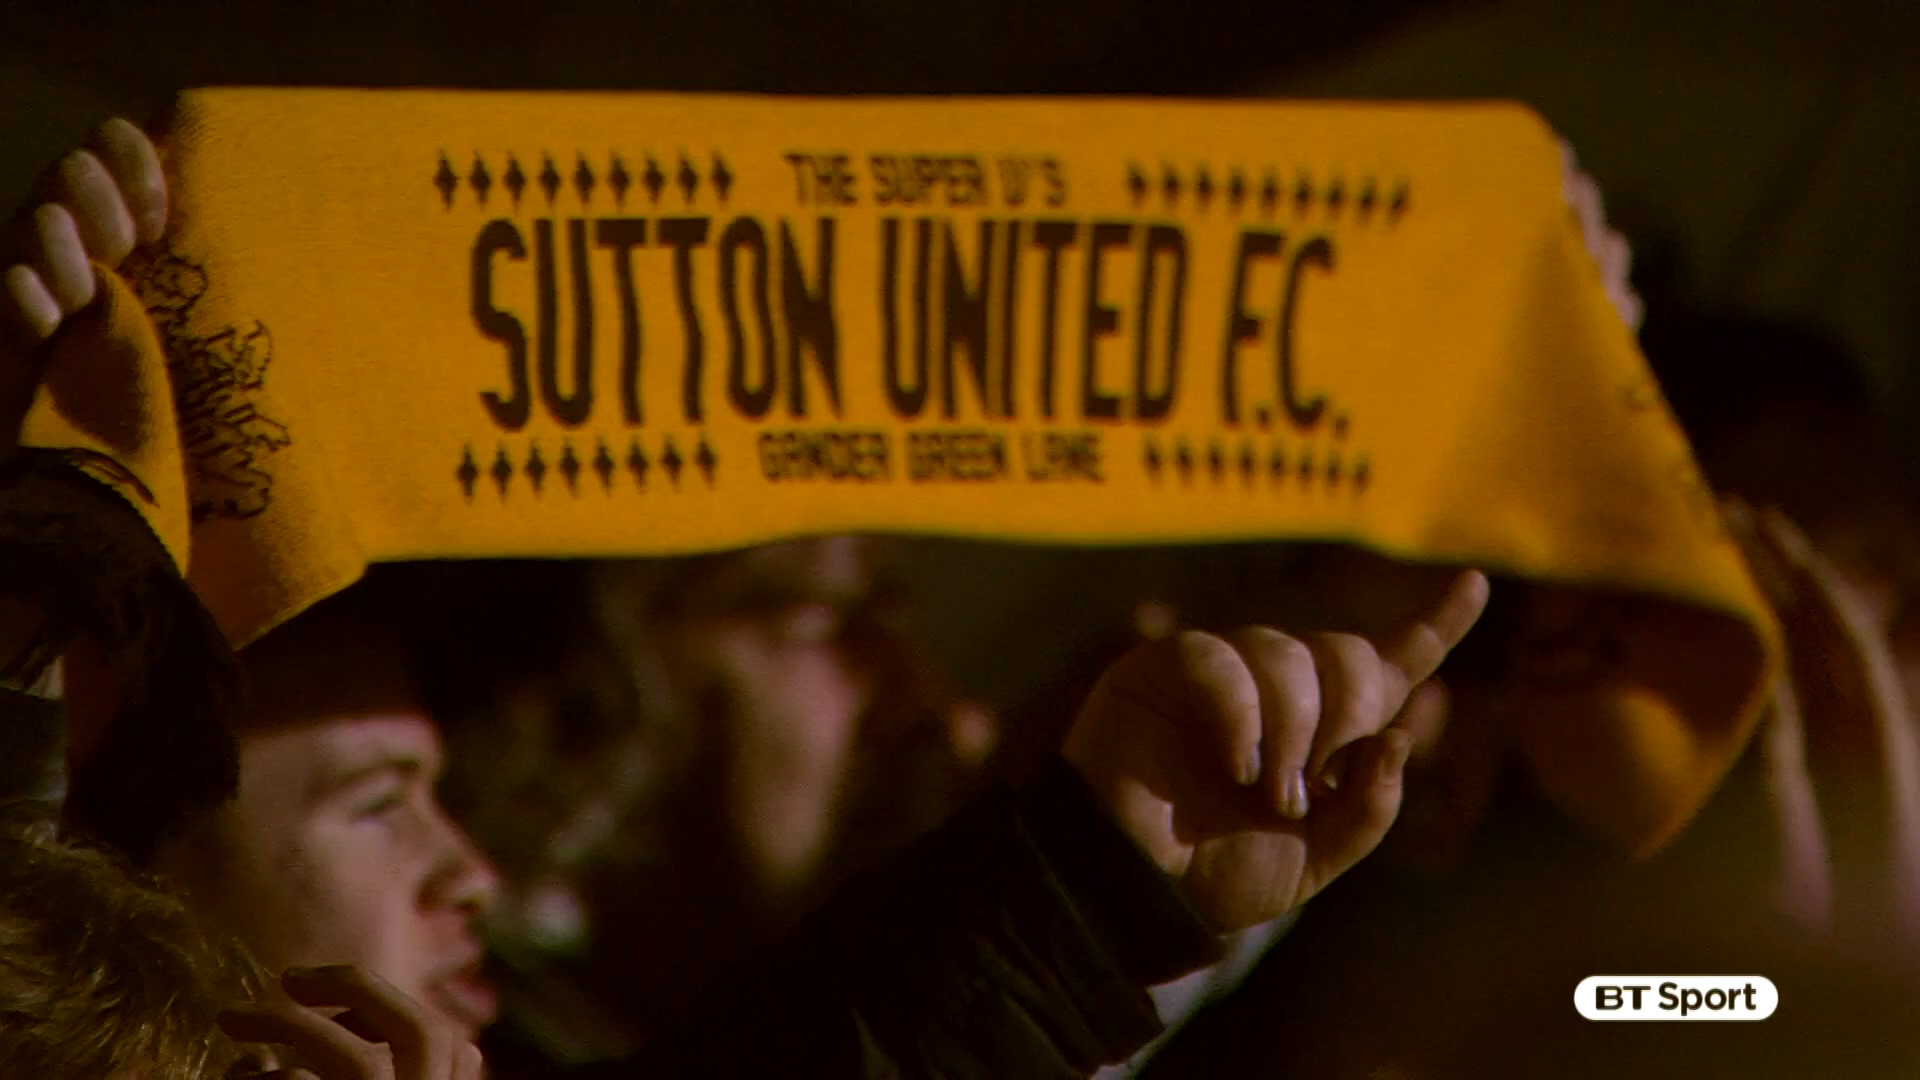 THE SUPER U'S
SUTTON UNITED F.C.
GANDER GREEN LANE
BT Sport